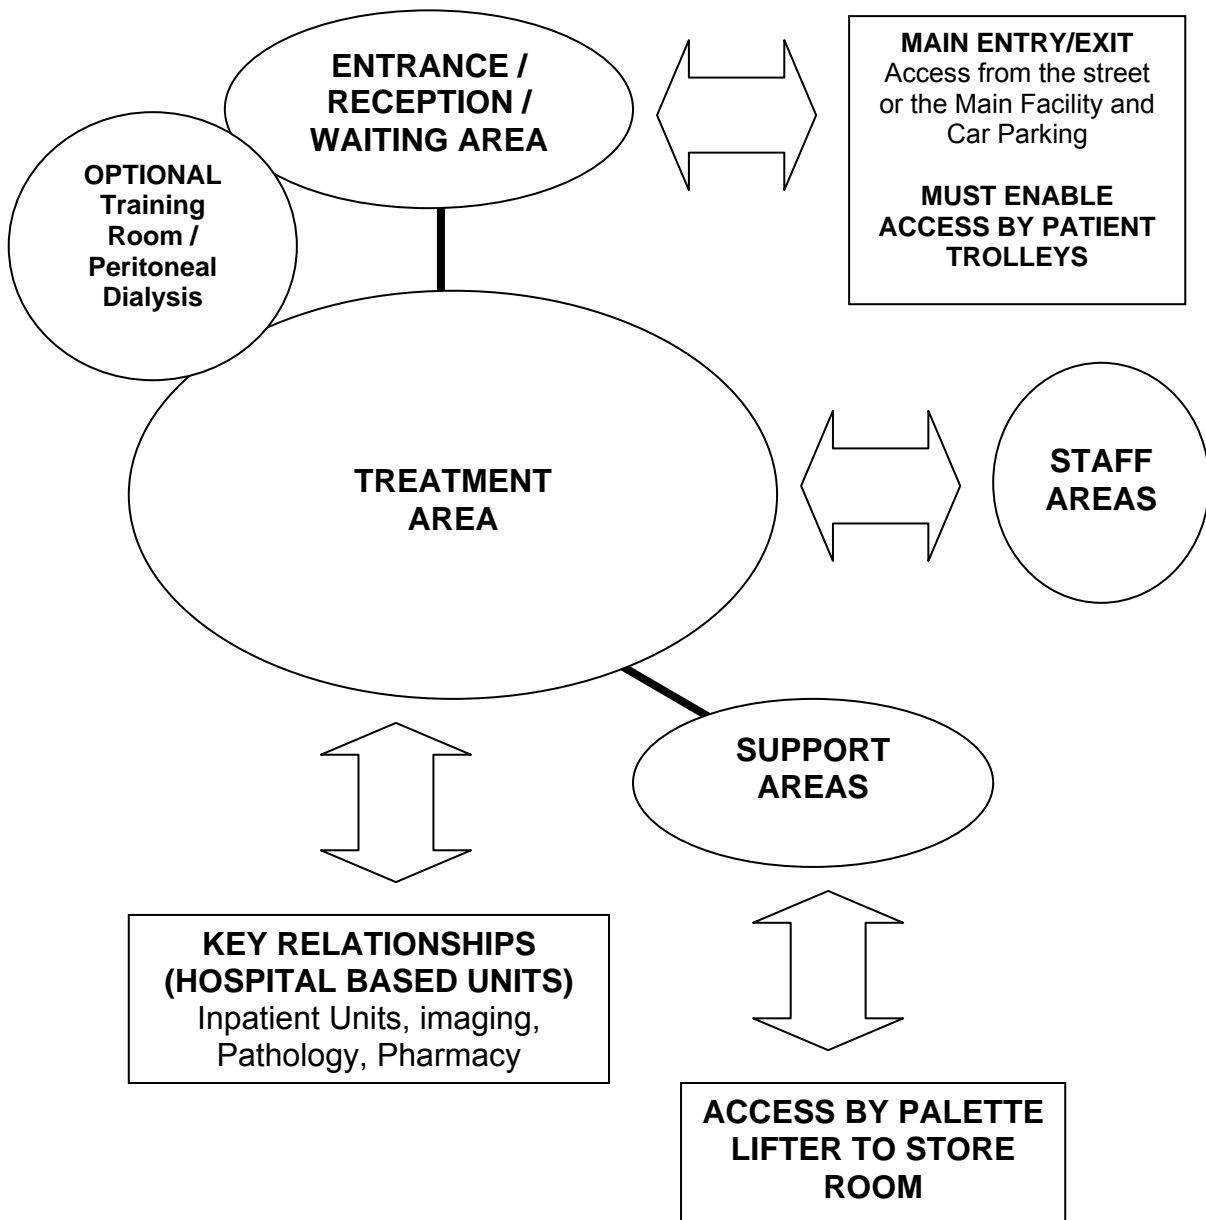 ENTRANCE /
RECEPTION /
WAITING AREA
MAIN ENTRY/EXIT
Access from the street
or the Main Facility and
Car Parking
MUST ENABLE
ACCESS BY PATIENT
TROLLEYS
OPTIONAL
Training
Room /
Peritoneal
Dialysis
TREATMENT
AREA
STAFF
AREAS
SUPPORT
AREAS
KEY RELATIONSHIPS
(HOSPITAL BASED UNITS)
Inpatient Units, imaging,
Pathology, Pharmacy
ACCESS BY PALETTE
LIFTER TO STORE
ROOM